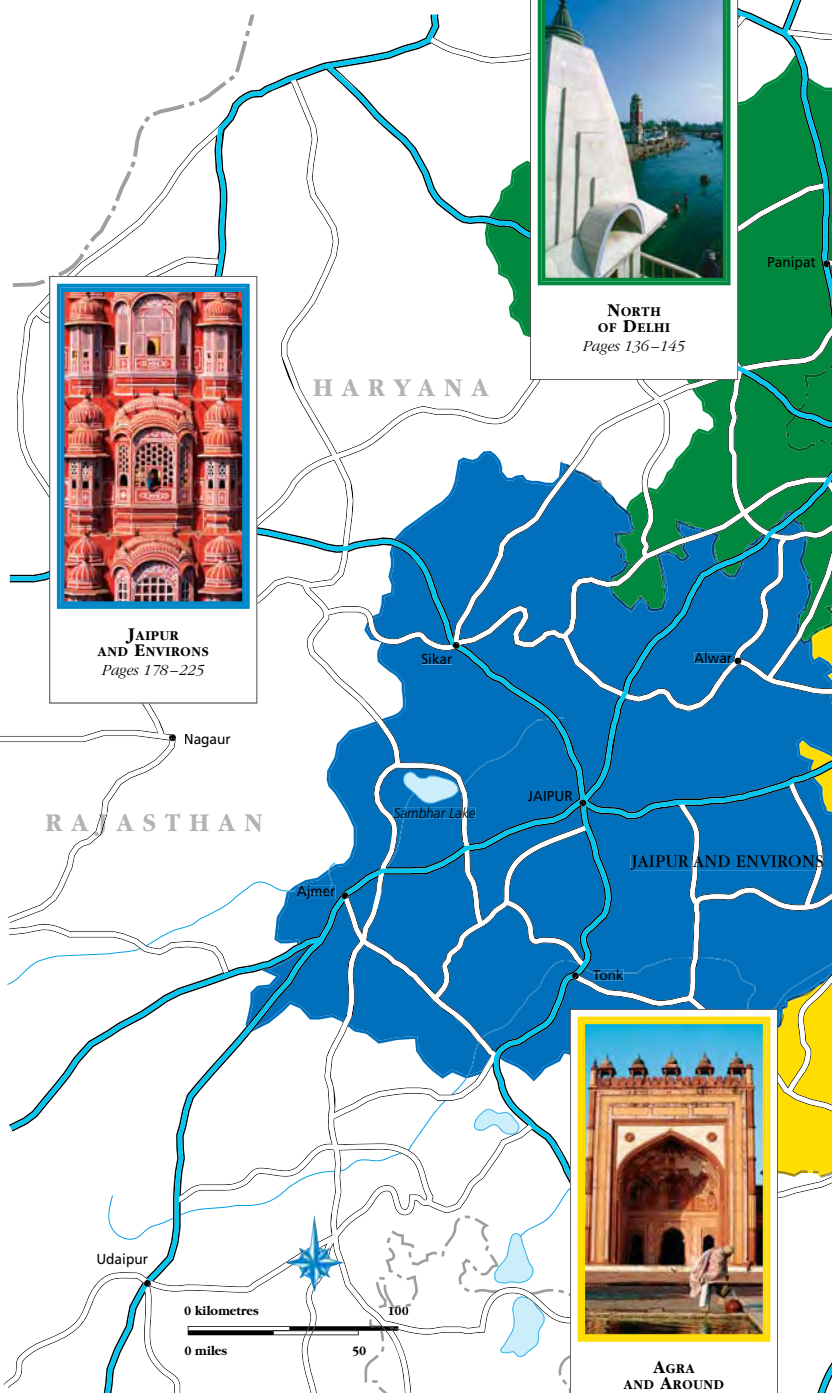 Panipat
NORTH
OF DELHI
Pages 136–145
HARYANA
JAIPUR
AND ENVIRONS
Pages 178–225
Sikar
Alwar
Nagaur
JAIPUR
Sambhar Lake
RAJASTHAN
JAIPUR AND ENVIRONS
Ajmer
Tonk
Udaipur
0 kilometres 100
0 miles 50
AGRA
AND AROUND